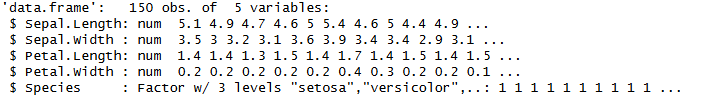 'data.frame':   150 obs. of  5 variables:
 $ Sepal.Length: num  5.1 4.9 4.7 4.6 5 5.4 4.6 5 4.4 4.9 ...
 $ Sepal.Width : num  3.5 3 3.2 3.1 3.6 3.9 3.4 3.4 2.9 3.1 ...
 $ Petal.Length: num  1.4 1.4 1.3 1.5 1.4 1.7 1.4 1.5 1.4 1.5 ...
 $ Petal.Width : num  0.2 0.2 0.2 0.2 0.2 0.4 0.3 0.2 0.2 0.1 ...
 $ Species     : Factor w/ 3 levels "setosa","versicolor",..: 1 1 1 1 1 1 1 1 1 1 ...